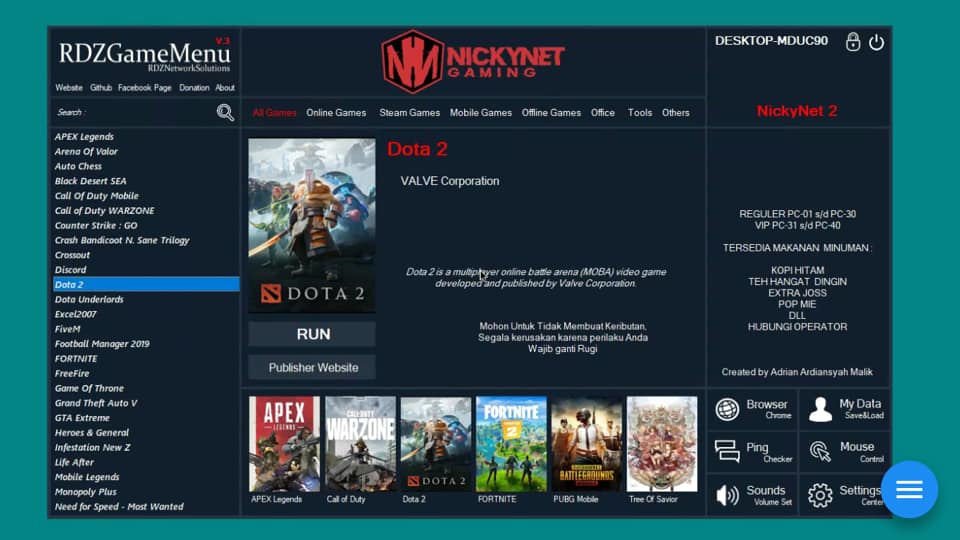 RDZGameMenu V.3
RDZNetworkSolutions
Website Github Facebook Page Donation About
Search :
APEX Legends
Arena Of Valor
Auto Chess
Black Desert SEA
Call Of Duty Mobile
Call of Duty WARZONE
Counter Strike : GO
Crash Bandicoot N. Sane Trilogy
Crossout
Discord
Dota 2
Dota Underlords
Excel2007
FiveM
Football Manager 2019
FORTNITE
FreeFire
Game Of Throne
Grand Theft Auto V
GTA Extreme
Heroes & General
Infestation New Z
Life After
Mobile Legends
Monopoly Plus
Need for Speed - Most Wanted
NICKYNET
GAMING
All Games Online Games Steam Games Mobile Games Offline Games Office Tools Others
DOTA 2
Dota 2
VALVE Corporation
Dota 2 is a multiplayer online battle arena (MOBA) video game
developed and published by Valve Corporation.
RUN
Publisher Website
Mohon Untuk Tidak Membuat Keributan,
Segala kerusakan karena perilaku Anda
Wajib ganti Rugi
APEX
LEGENDS
CALL OF DUTY
WARZONE
DOTA 2
FORTNITE
2
BATTLEGROUNDS
APEX Legends
Call of Duty
Dota 2
FORTNITE
PUBG Mobile
Tree Of Savior
DESKTOP-MDUC90
NickyNet 2
REGULER PC-01 s/d PC-30
VIP PC-31 s/d PC-40
TERSEDIA MAKANAN MINUMAN :
KOPI HITAM
TEH HANGAT DINGIN
EXTRA JOSS
POP MIE
DLL
HUBUNGI OPERATOR
Created by Adrian Ardiansyah Malik
Browser
Chrome
My Data
Save&Load
Ping
Checker
Mouse
Control
Sounds
Volume Set
Settings
Center